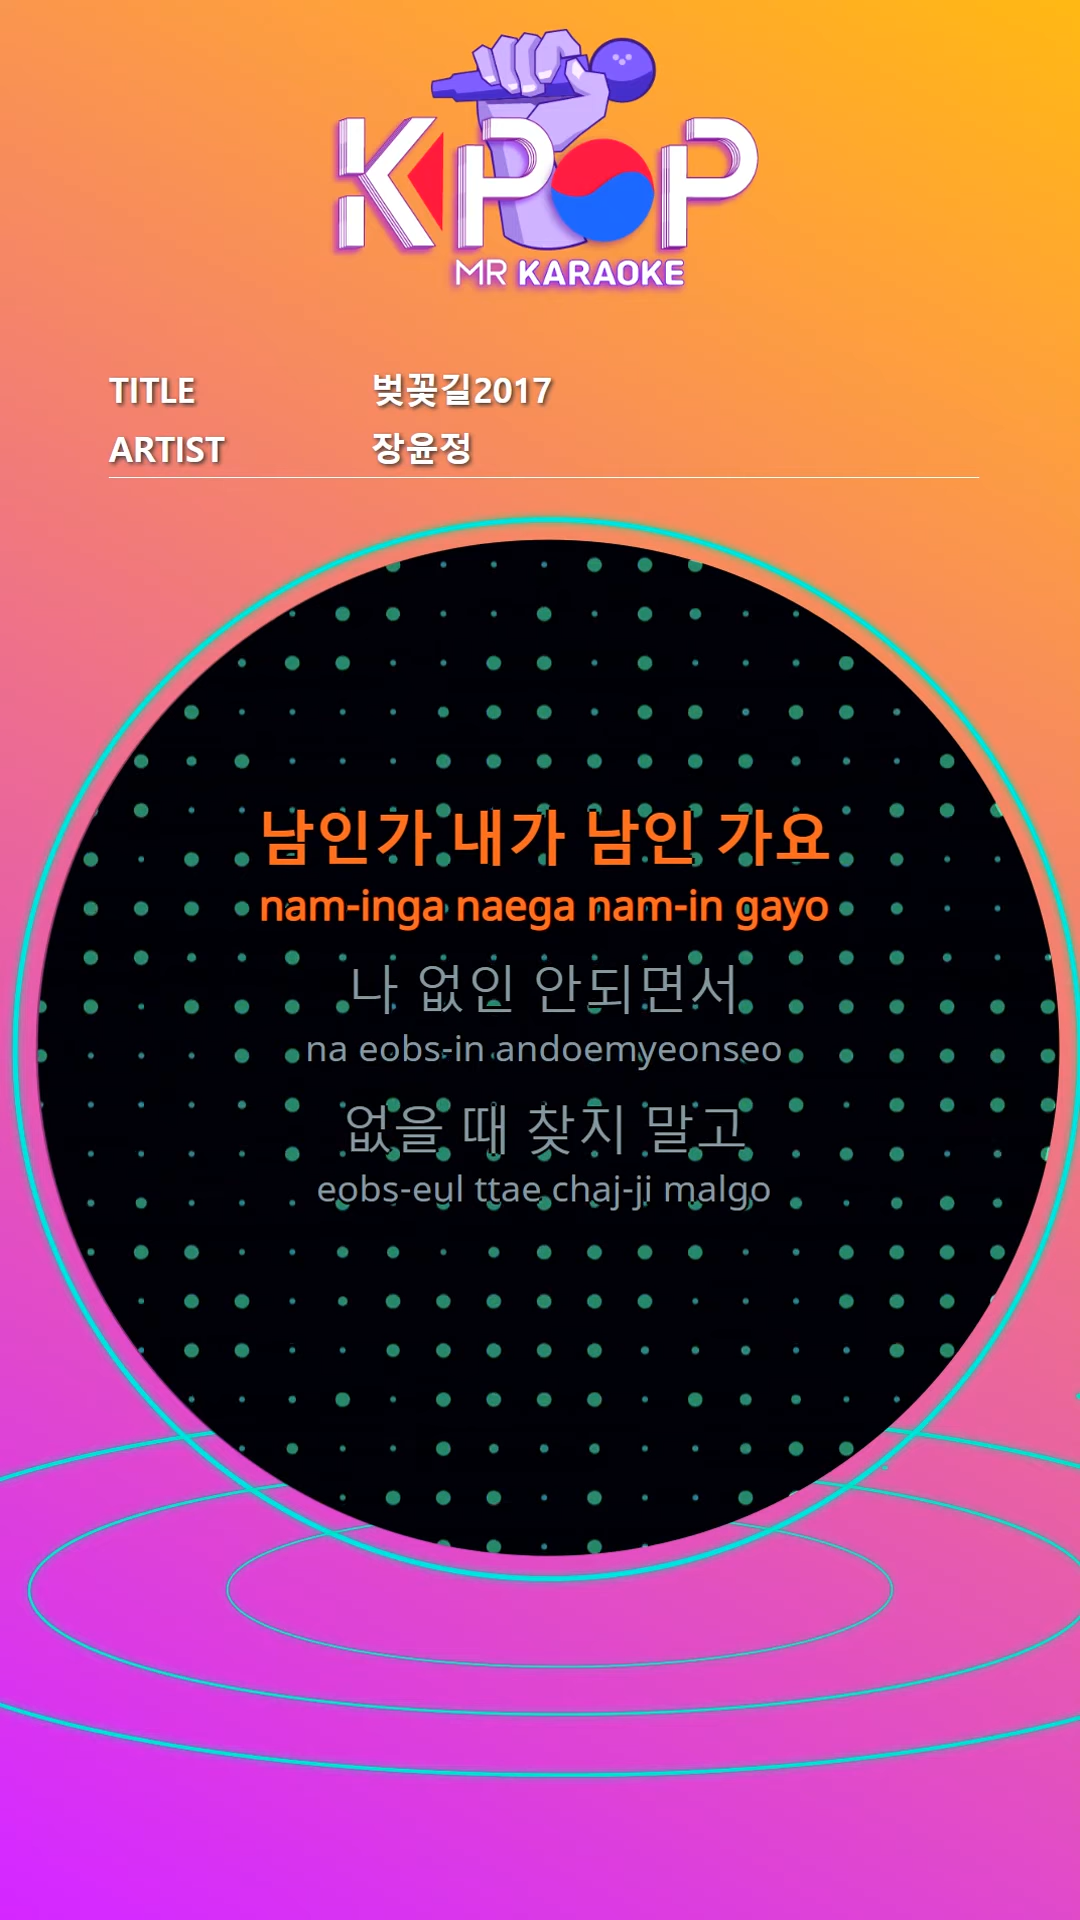 KPOP
MR KARAOKE
TITLE 벚꽃길2017
ARTIST 장윤정
남인가 내가 남인 가요
nam-inga naega nam-in gayo
나 없인 안되면서
na eobs-in andoemyeonseo
없을 때 찾지 말고
eobs-eul ttae chaj-ji malgo